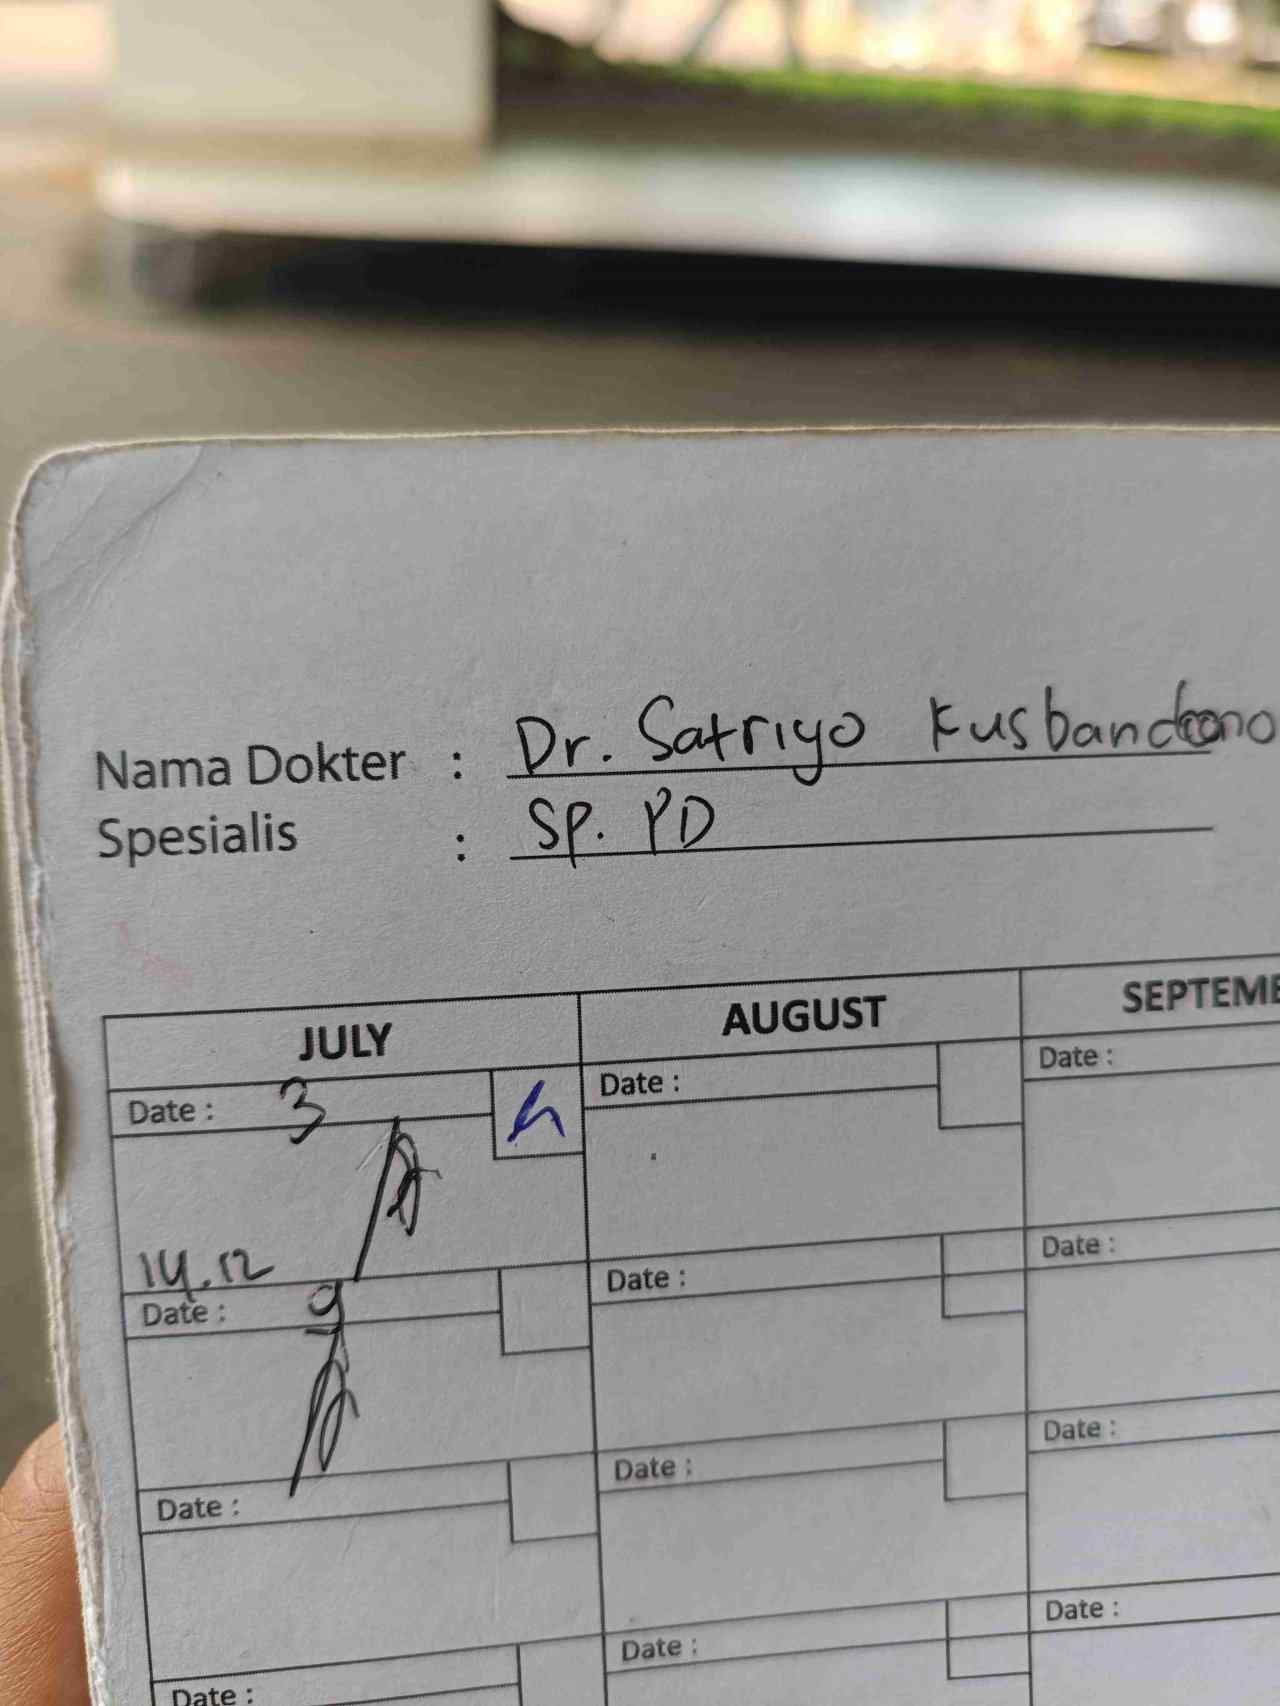 Nama Dokter : Dr. Satriyo Kusbandono
Spesialis : SP. PD
JULY AUGUST SEPTEME
Date : 3 Date : Date :
14.12
Date : 9 Date : Date :
Date : Date : Date :
Date : Date : Date :